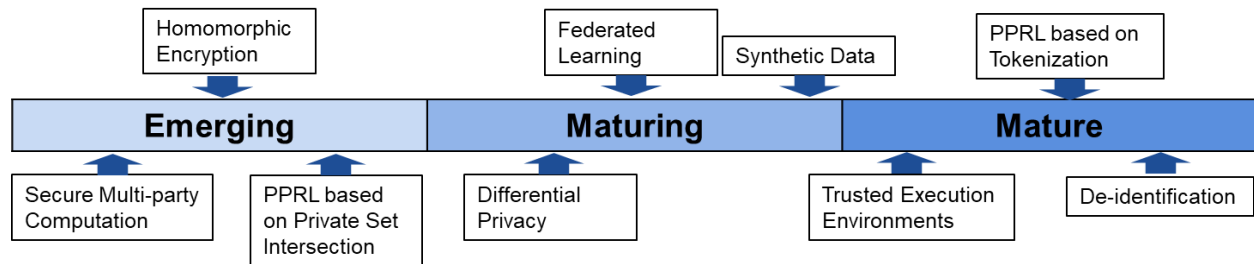 Homomorphic
Encryption
Federated
Learning
Synthetic Data
PPRL based on
Tokenization
Emerging
Maturing
Mature
Secure Multi-party
Computation
PPRL based
on Private Set
Intersection
Differential
Privacy
Trusted Execution
Environments
De-identification